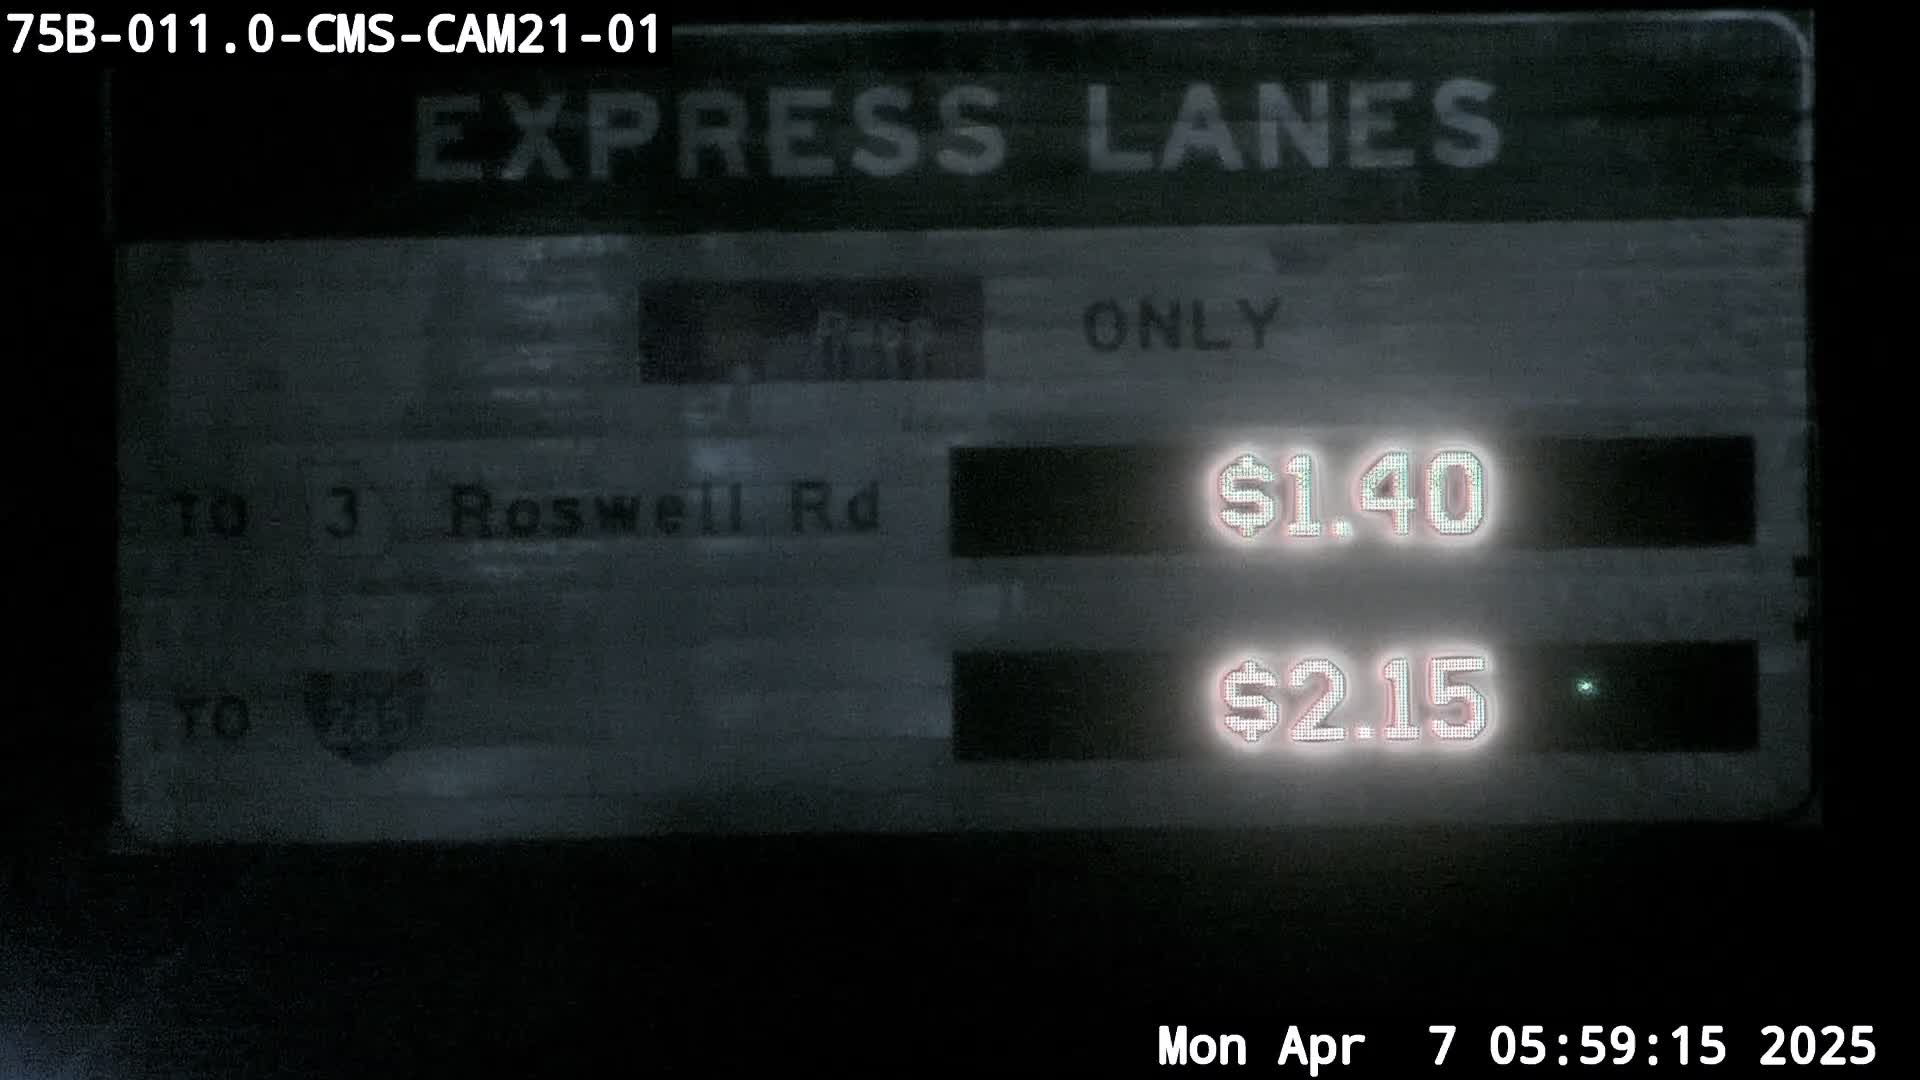 75B-011.0-CMS-CAM21-01
EXPRESS LANES
ONLY
TO 3 Roswell Rd $1.40
TO $2.15
Mon Apr 7 05:59:15 2025